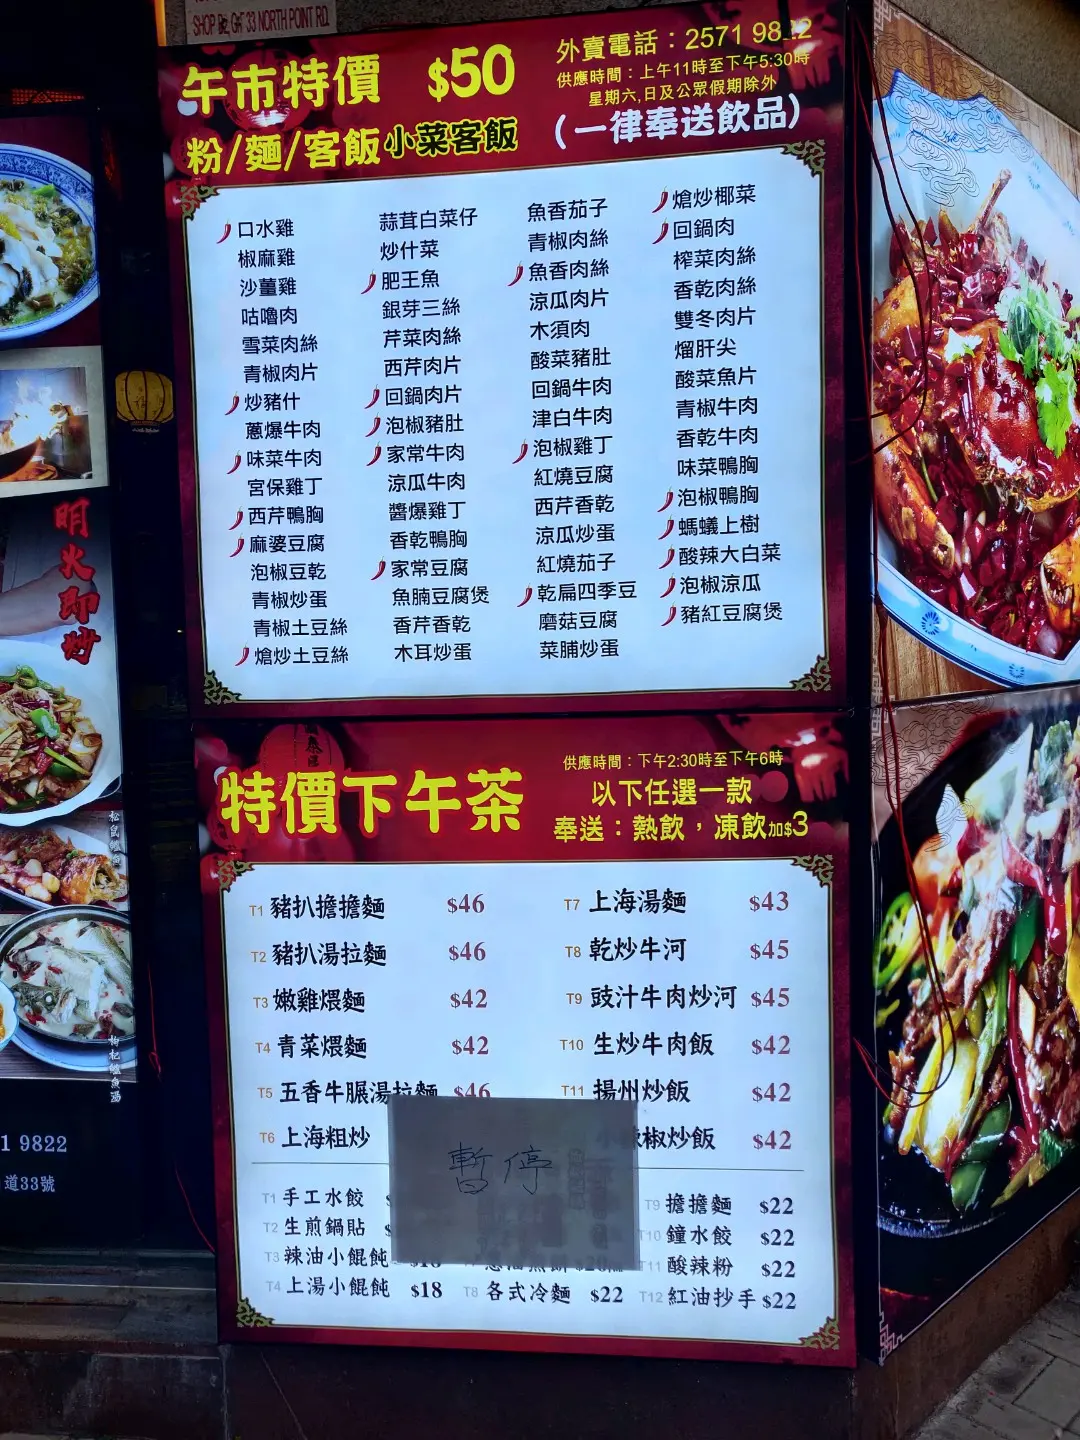 SHOP B2, G/F 33 NORTH POINT RD.
午市特價 $50
粉/麵/客飯小菜客飯
外賣電話：2571 98 2
供應時間：上午11時至下午5:30時
星期六,日及公眾假期除外
(一律奉送飲品)
口水雞
椒麻雞
沙薑雞
咕嚕肉
雪菜肉絲
青椒肉片
炒豬什
蔥爆牛肉
味菜牛肉
宮保雞丁
西芹鴨胸
麻婆豆腐
泡椒豆乾
青椒炒蛋
青椒土豆絲
熗炒土豆絲
蒜茸白菜仔
炒什菜
肥王魚
銀芽三絲
芹菜肉絲
西芹肉片
回鍋肉片
泡椒豬肚
家常牛肉
涼瓜牛肉
醬爆雞丁
香乾鴨胸
家常豆腐
魚腩豆腐煲
香芹香乾
木耳炒蛋
魚香茄子
青椒肉絲
魚香肉絲
涼瓜肉片
木須肉
酸菜豬肚
回鍋牛肉
津白牛肉
泡椒雞丁
紅燒豆腐
西芹香乾
涼瓜炒蛋
紅燒茄子
乾扁四季豆
磨菇豆腐
菜脯炒蛋
熗炒椰菜
回鍋肉
榨菜肉絲
香乾肉絲
雙冬肉片
熘肝尖
酸菜魚片
青椒牛肉
香乾牛肉
味菜鴨胸
泡椒鴨胸
螞蟻上樹
酸辣大白菜
泡椒涼瓜
豬紅豆腐煲
特價下午茶
供應時間：下午2:30時至下午6時
以下任選一款
奉送：熱飲，凍飲加$3
T1 豬扒擔擔麵 $46
T2 豬扒湯拉麵 $46
T3 嫩雞煨麵 $42
T4 青菜煨麵 $42
T5 五香牛腒湯拉麵 $46
T6 上海粗炒
T7 上海湯麵 $43
T8 乾炒牛河 $45
T9 豉汁牛肉炒河 $45
T10 生炒牛肉飯 $42
T11 揚州炒飯 $42
椒炒飯 $42
暫停
T1 手工水餃
T2 生煎鍋貼
T3 辣油小餛飩
T4 上湯小餛飩 $18
T8 各式冷麵 $22
T9 擔擔麵 $22
T10 鐘水餃 $22
T11 酸辣粉 $22
T12 紅油抄手 $22
明火即炒
枸杞鱸魚湯
1 9822
道33號